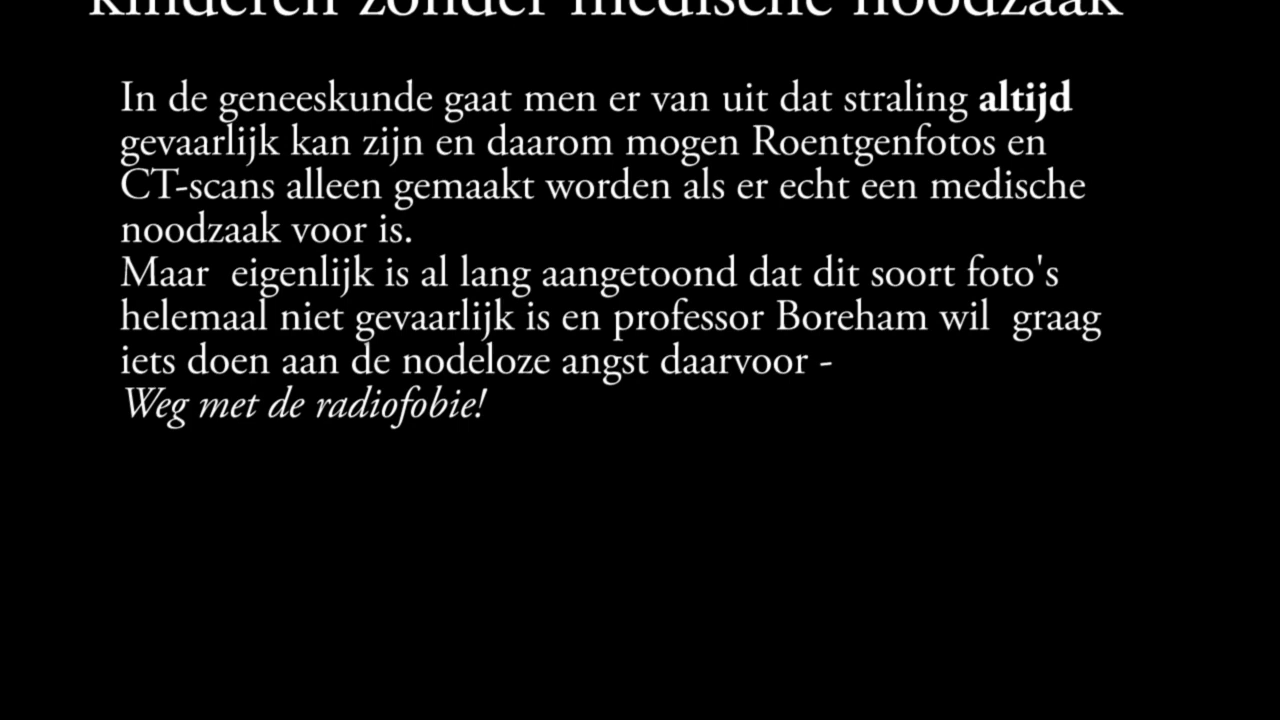 kinderen zonder medische noodzaak
In de geneeskunde gaat men er van uit dat straling altijd
gevaarlijk kan zijn en daarom mogen Roentgenfotos en
CT-scans alleen gemaakt worden als er echt een medische
noodzaak voor is.
Maar  eigenlijk is al lang aangetoond dat dit soort foto's
helemaal niet gevaarlijk is en professor Boreham wil  graag
iets doen aan de nodeloze angst daarvoor -
Weg met de radiofobie!